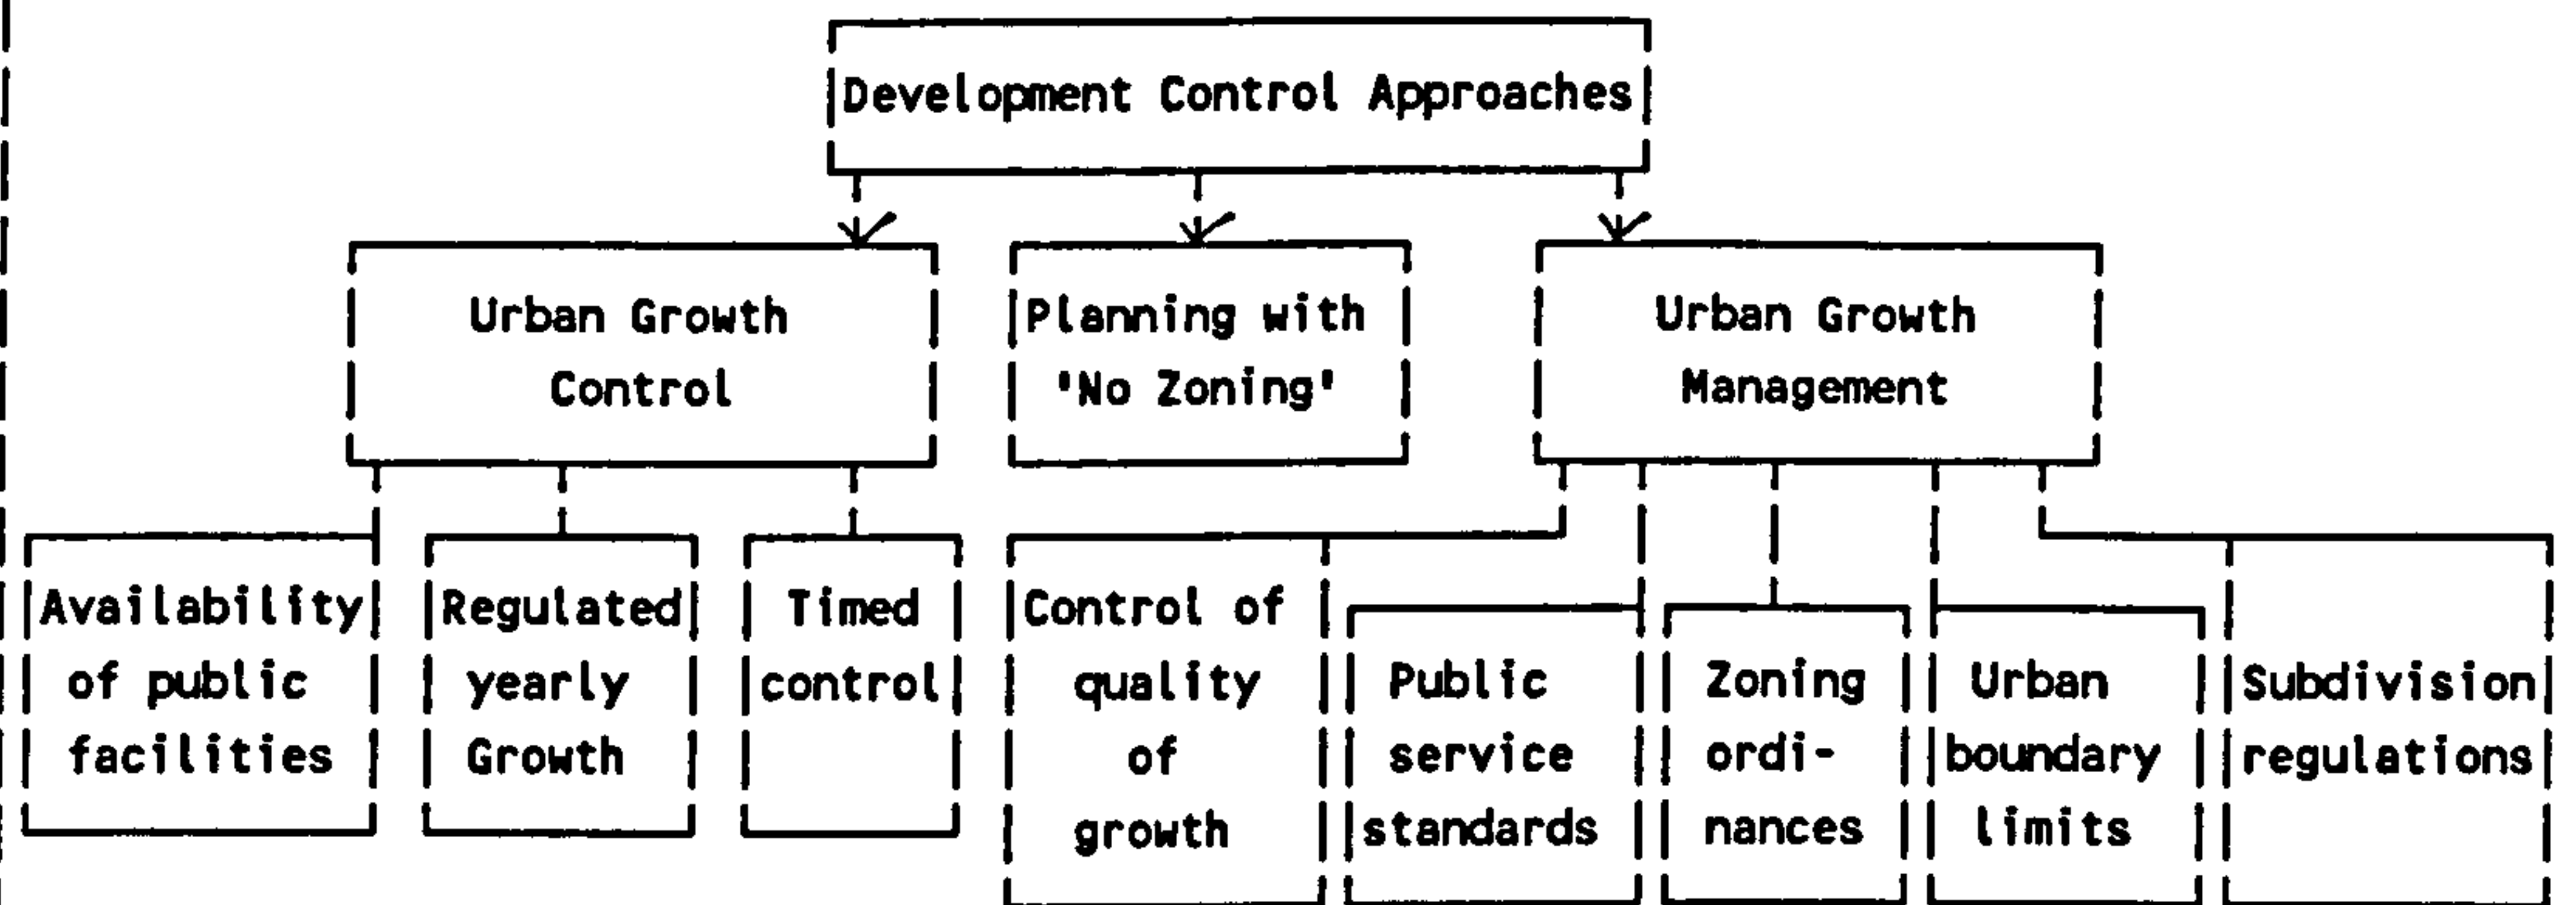 Development Control Approaches
Urban Growth
Control
Planning with
'No Zoning'
Urban Growth
Management
Availability
of public
facilities
Regulated
yearly
Growth
Timed
control
Control of
quality
of
growth
Public
service
standards
Zoning
ordi-
nances
Urban
boundary
limits
Subdivision
regulations